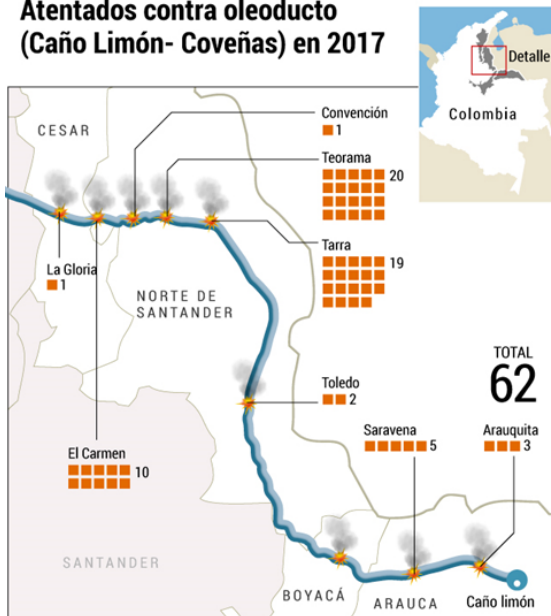 Atentados contra oleoducto
(Caño Limón- Coveñas) en 2017
Detalle
Colombia
CESAR
Convención
1
Teorama
20
Tarra
19
La Gloria
1
NORTE DE
SANTANDER
TOTAL
62
Toledo
2
Saravena
5
Arauquita
3
El Carmen
10
SANTANDER
BOYACÁ
ARAUCA
Caño limón